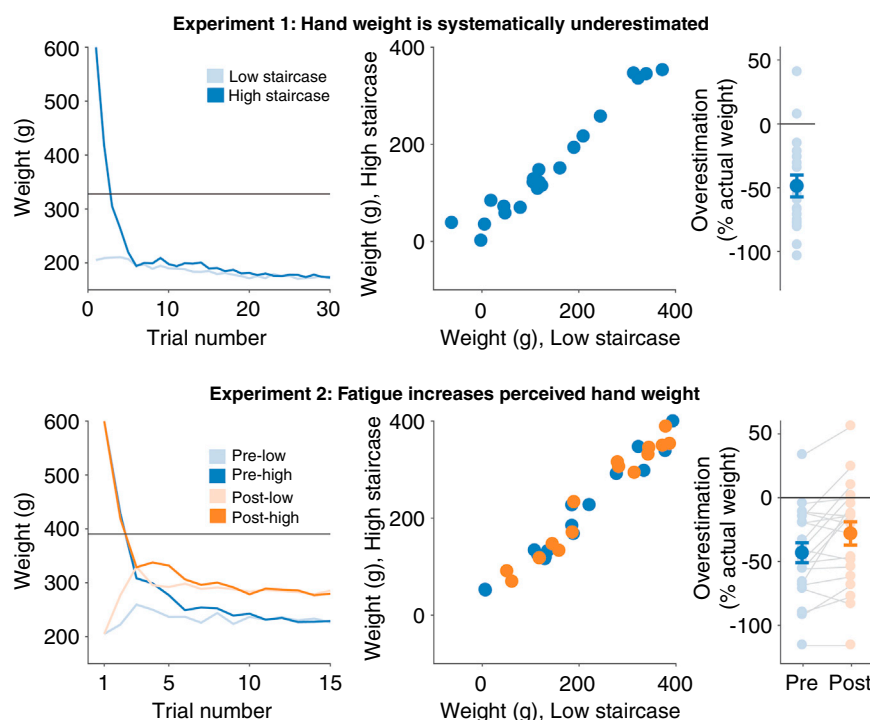 Experiment 1: Hand weight is systematically underestimated
600
500
400
300
200
Weight (g)
Low staircase
High staircase
0
10
20
30
Trial number
400
200
0
Weight (g), High staircase
0
200
400
Weight (g), Low staircase
50
0
-50
-100
Overestimation
(% actual weight)
Experiment 2: Fatigue increases perceived hand weight
600
500
400
300
200
Weight (g)
Pre-low
Pre-high
Post-low
Post-high
1
5
10
15
Trial number
400
200
0
Weight (g), High staircase
0
200
400
Weight (g), Low staircase
50
0
-50
-100
Overestimation
(% actual weight)
Pre Post